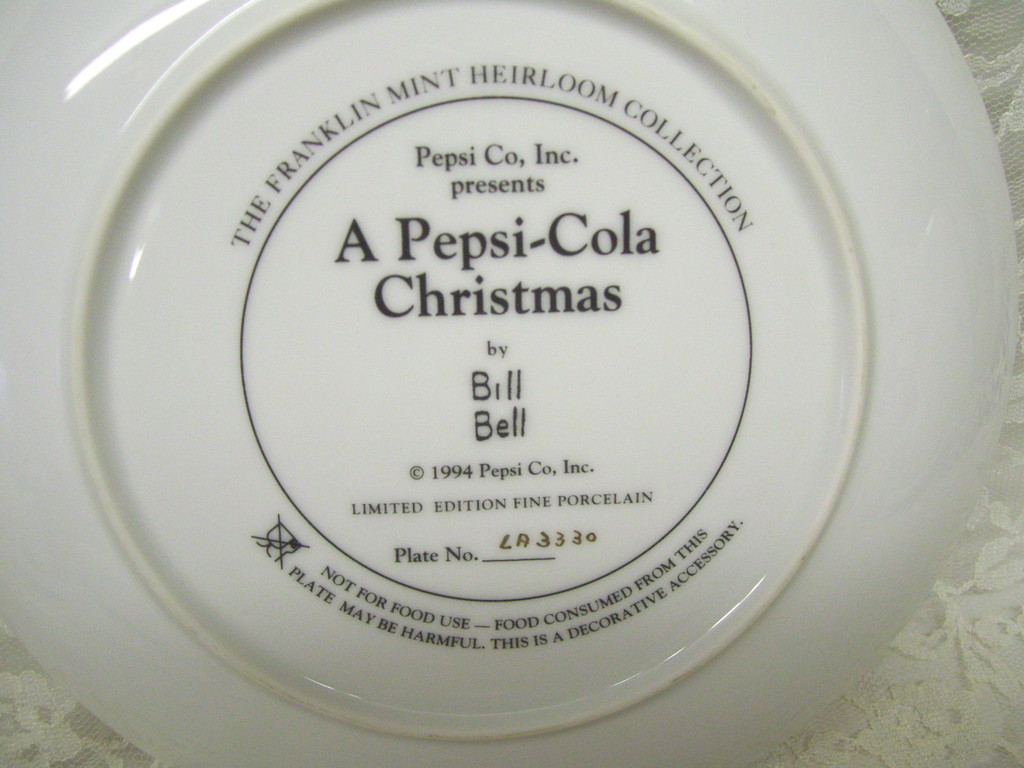 THE FRANKLIN MINT HEIRLOOM COLLECTION
Pepsi Co, Inc.
presents
A Pepsi-Cola
Christmas
by
Bill
Bell
© 1994 Pepsi Co, Inc.
LIMITED EDITION FINE PORCELAIN
Plate No. LA3330
NOT FOR FOOD USE — FOOD CONSUMED FROM THIS
PLATE MAY BE HARMFUL. THIS IS A DECORATIVE ACCESSORY.